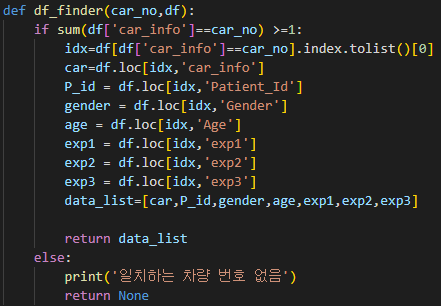 def df_finder(car_no,df):
    if sum(df['car_info']==car_no) >=1:
        idx=df[df['car_info']==car_no].index.tolist()[0]
        car=df.loc[idx,'car_info']
        P_id = df.loc[idx,'Patient_Id']
        gender = df.loc[idx,'Gender']
        age = df.loc[idx,'Age']
        exp1 = df.loc[idx,'exp1']
        exp2 = df.loc[idx,'exp2']
        exp3 = df.loc[idx,'exp3']
        data_list=[car,P_id,gender,age,exp1,exp2,exp3]
        return data_list
    else:
        print('일치하는 차량 번호 없음')
        return None